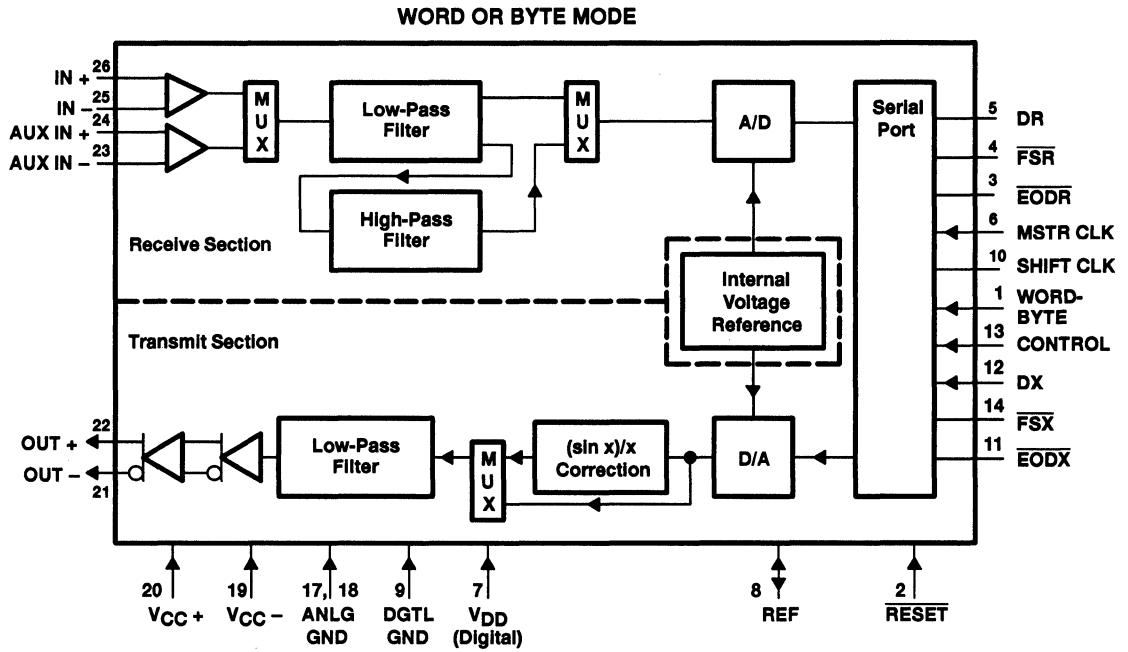 WORD OR BYTE MODE
IN +
26
IN −
25
AUX IN +
24
AUX IN −
23
M
U
X
Low-Pass
Filter
High-Pass
Filter
M
U
X
A/D
Serial
Port
5 DR
4 FSR
3 EODR
6 MSTR CLK
10 SHIFT CLK
1 WORD-
BYTE
13 CONTROL
12 DX
14 FSX
11 EODX
Receive Section
Internal
Voltage
Reference
Transmit Section
OUT +
22
OUT −
21
Low-Pass
Filter
M
U
X
(sin x)/x
Correction
D/A
20
VCC +
19
VCC −
17, 18
ANLG
GND
9
DGTL
GND
7
VDD
(Digital)
8
REF
2
RESET